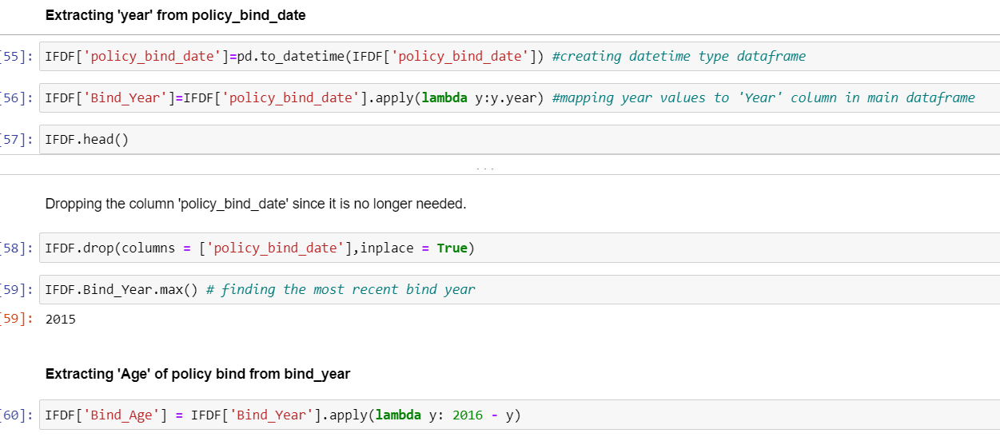 Extracting 'year' from policy_bind_date
[55]: IFDF['policy_bind_date']=pd.to_datetime(IFDF['policy_bind_date']) #creating datetime type dataframe
[56]: IFDF['Bind_Year']=IFDF['policy_bind_date'].apply(lambda y:y.year) #mapping year values to 'Year' column in main dataframe
[57]: IFDF.head()
...
Dropping the column 'policy_bind_date' since it is no longer needed.
[58]: IFDF.drop(columns = ['policy_bind_date'],inplace = True)
[59]: IFDF.Bind_Year.max() # finding the most recent bind year
[59]: 2015
Extracting 'Age' of policy bind from bind_year
[60]: IFDF['Bind_Age'] = IFDF['Bind_Year'].apply(lambda y: 2016 - y)